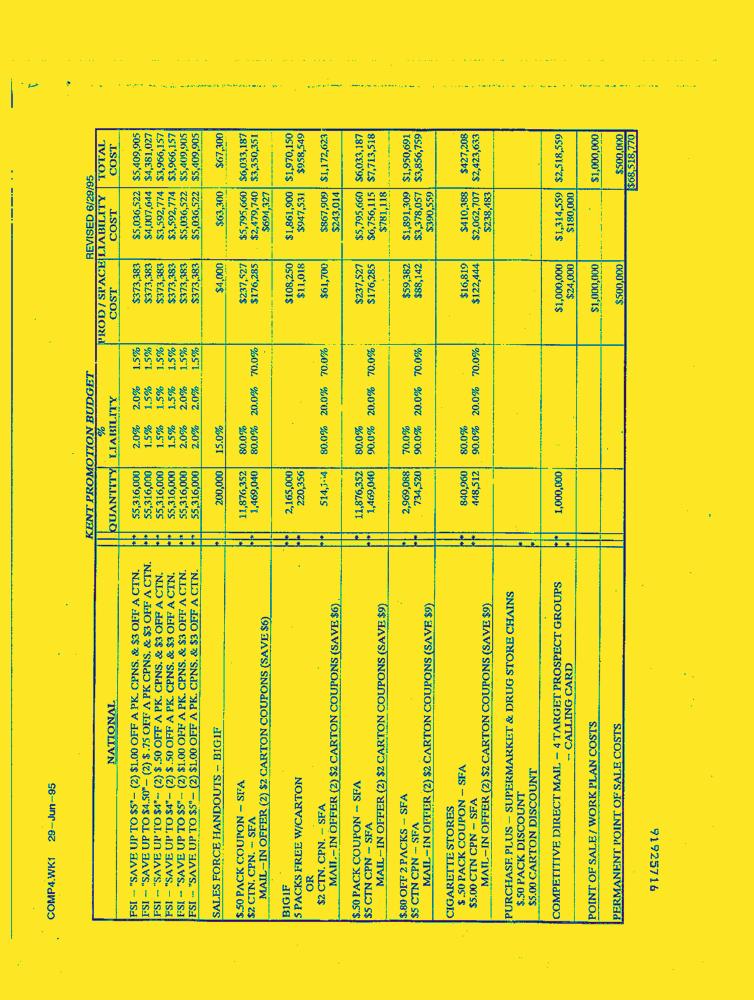 COMP4.WK1 29-Jun-95
KENT PROMOTION BUDGET REVISED 6/29/95
% PROD / SPACE LIABILITY TOTAL
NATIONAL QUANTITY LIABILITY COST COST COST
FSI - "SAVE UP TO $5" - (2) $1.00 OFF A PK. CPNS. & $3 OFF A CTN. ** 55,316,000 2.0% 2.0% 1.5% $373,383 $5,036,522 $5,409,905
FSI - "SAVE UP TO $4.50" - (2) $ .75 OFF A PK CPNS. & $3 OFF A CTN. ** 55,316,000 1.5% 1.5% 1.5% $373,383 $4,007,644 $4,381,027
FSI - "SAVE UP TO $4" - (2) $ .50 OFF A PK. CPNS. & $3 OFF A CTN. ** 55,316,000 1.5% 1.5% 1.5% $373,383 $3,592,774 $3,966,157
FSI - "SAVE UP TO $4" - (2) $ .50 OFF A PK. CPNS. & $3 OFF A CTN. ** 55,316,000 1.5% 1.5% 1.5% $373,383 $3,592,774 $3,966,157
FSI - "SAVE UP TO $5" - (2) $1.00 OFF A PK. CPNS. & $3 OFF A CTN. ** 55,316,000 2.0% 2.0% 1.5% $373,383 $5,036,522 $5,409,905
FSI - "SAVE UP TO $5" - (2) $1.00 OFF A PK. CPNS. & $3 OFF A CTN. ** 55,316,000 2.0% 2.0% 1.5% $373,383 $5,036,522 $5,409,905
SALES FORCE HANDOUTS - B1G1F * 200,000 15.0% $4,000 $63,300 $67,300
$.50 PACK COUPON - SFA * 11,876,352 80.0% $237,527 $5,795,660 $6,033,187
$2 CTN. CPN. - SFA ** 1,469,040 80.0% 20.0% 70.0% $176,285 $2,479,740 $3,350,351
MAIL-IN OFFER (2) $2 CARTON COUPONS (SAVE $6) $694,327
B1G1F * 2,165,000 $108,250 $1,861,900 $1,970,150
5 PACKS FREE W/CARTON ** 220,356 $11,018 $947,531 $958,549
OR
$2 CTN. CPN. - SFA ** 80.0% 20.0% 70.0% $61,700 $867,909 $1,172,623
MAIL-IN OFFER (2) $2 CARTON COUPONS (SAVE $6) $243,014
$.50 PACK COUPON - SFA * 11,876,352 80.0% $237,527 $5,795,660 $6,033,187
$5 CTN CPN - SFA ** 1,469,040 90.0% 20.0% 70.0% $176,285 $6,756,115 $7,713,518
MAIL-IN OFFER (2) $2 CARTON COUPONS (SAVE $9) $781,118
$.80 OFF 2 PACKS - SFA * 2,969,088 70.0% $59,382 $1,891,309 $1,950,691
$5 CTN CPN - SFA ** 734,520 90.0% 20.0% 70.0% $88,142 $3,378,057 $3,856,759
MAIL-IN OFFER (2) $2 CARTON COUPONS (SAVE $9) $390,559
CIGARETTE STORES
$ .50 PACK COUPON - SFA ** 840,960 80.0% $16,819 $410,388 $427,208
$5.00 CTN CPN - SFA ** 448,512 90.0% 20.0% 70.0% $122,444 $2,062,707 $2,423,633
MAIL-IN OFFER (2) $2 CARTON COUPONS (SAVE $9) $238,483
PURCHASE PLUS - SUPERMARKET & DRUG STORE CHAINS
$.50 PACK DISCOUNT *
$5.00 CARTON DISCOUNT *
COMPETITIVE DIRECT MAIL - 4 TARGET PROSPECT GROUPS ** 1,000,000 $1,000,000 $1,314,559 $2,518,559
- CALLING CARD $24,000 $180,000
POINT OF SALE / WORK PLAN COSTS $1,000,000 $1,000,000
PERMANENT POINT OF SALE COSTS $500,000 $500,000
$68,518,770
91925716